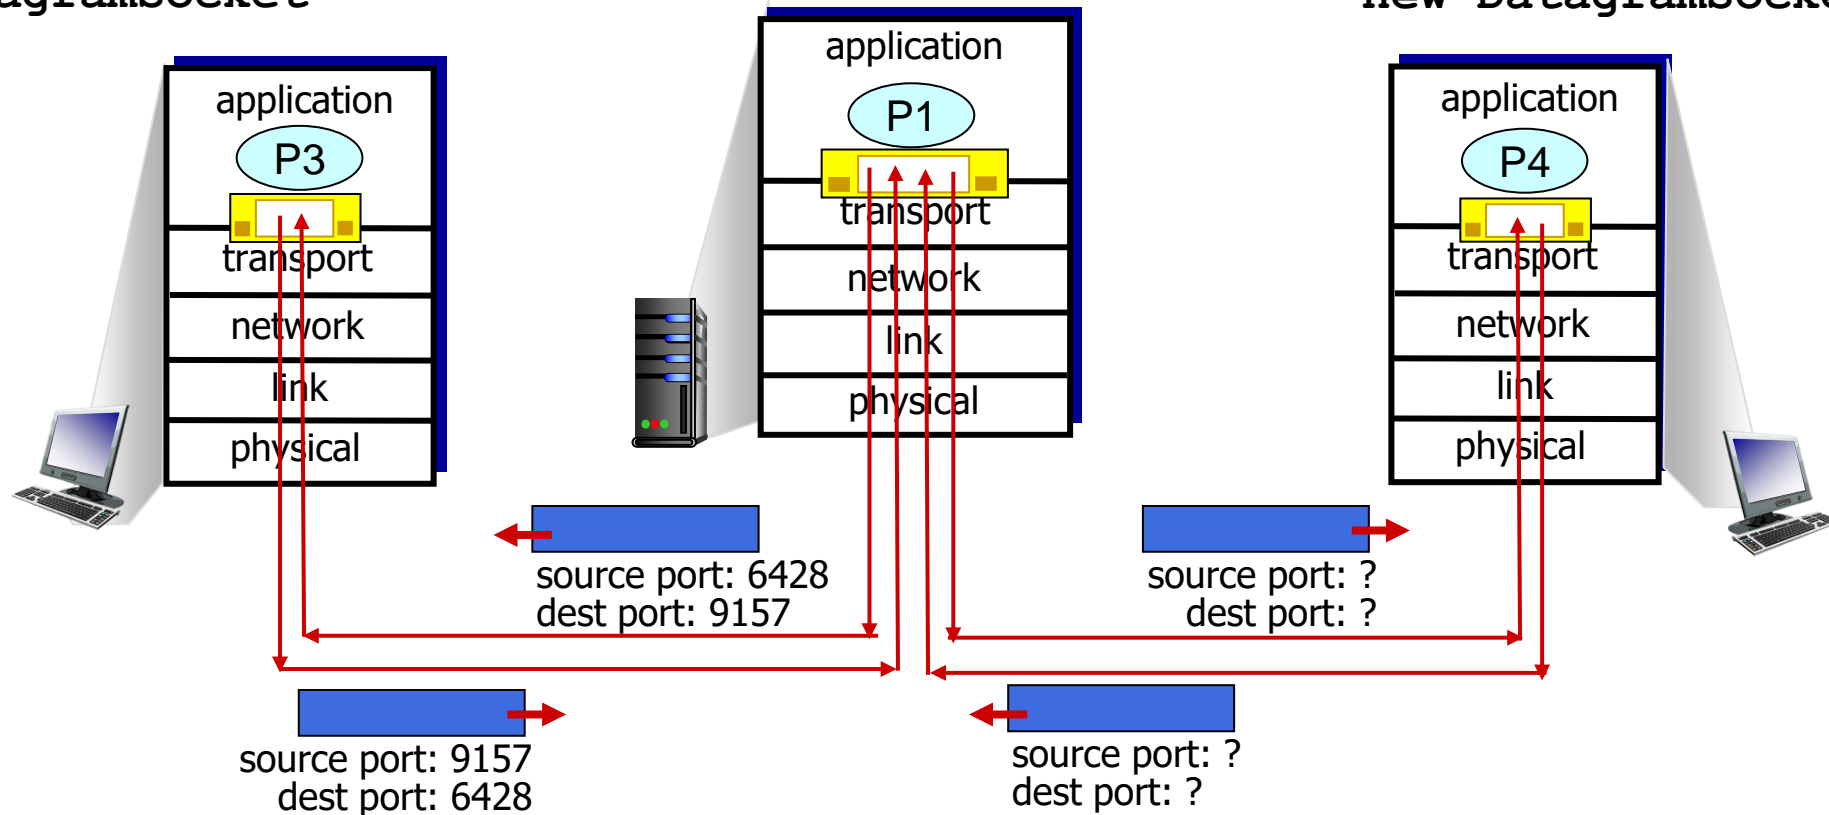 application
P1
transport
network
link
physical
application
P3
transport
network
link
physical
application
P4
transport
network
link
physical
source port: 6428
dest port: 9157
source port: ?
dest port: ?
source port: 9157
dest port: 6428
source port: ?
dest port: ?